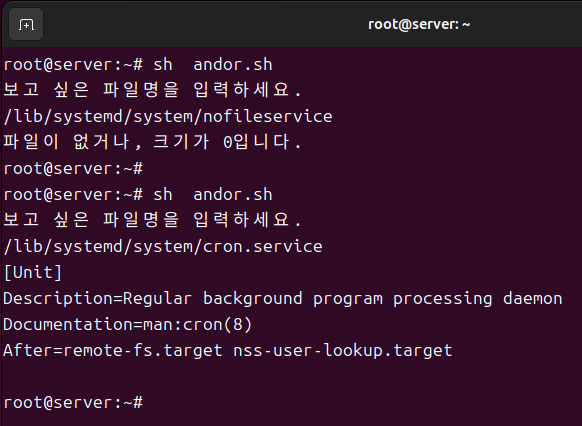 root@server: ~
root@server:~# sh  andor.sh
보고 싶은 파일명을 입력하세요.
/lib/systemd/system/nofileservice
파일이 없거나, 크기가 0입니다.
root@server:~#
root@server:~# sh  andor.sh
보고 싶은 파일명을 입력하세요.
/lib/systemd/system/cron.service
[Unit]
Description=Regular background program processing daemon
Documentation=man:cron(8)
After=remote-fs.target nss-user-lookup.target
root@server:~#